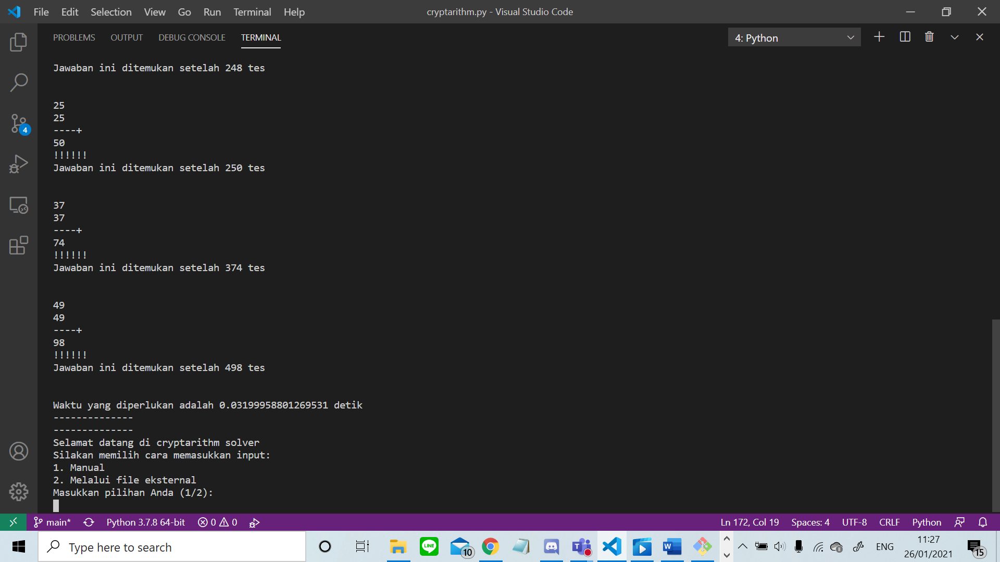 File Edit Selection View Go Run Terminal Help
cryptarithm.py - Visual Studio Code
PROBLEMS OUTPUT DEBUG CONSOLE TERMINAL
4: Python
Jawaban ini ditemukan setelah 248 tes
25
25
----+
50
!!!!!!
Jawaban ini ditemukan setelah 250 tes
37
37
----+
74
!!!!!!
Jawaban ini ditemukan setelah 374 tes
49
49
----+
98
!!!!!!
Jawaban ini ditemukan setelah 498 tes
Waktu yang diperlukan adalah 0.03199958801269531 detik
--------------
--------------
Selamat datang di cryptarithm solver
Silakan memilih cara memasukkan input:
1. Manual
2. Melalui file eksternal
Masukkan pilihan Anda (1/2):
4
main* Python 3.7.8 64-bit 0 0
Ln 172, Col 19 Spaces: 4 UTF-8 CRLF Python
Type here to search
LINE
10
T
W
ENG
11:27
26/01/2021
15